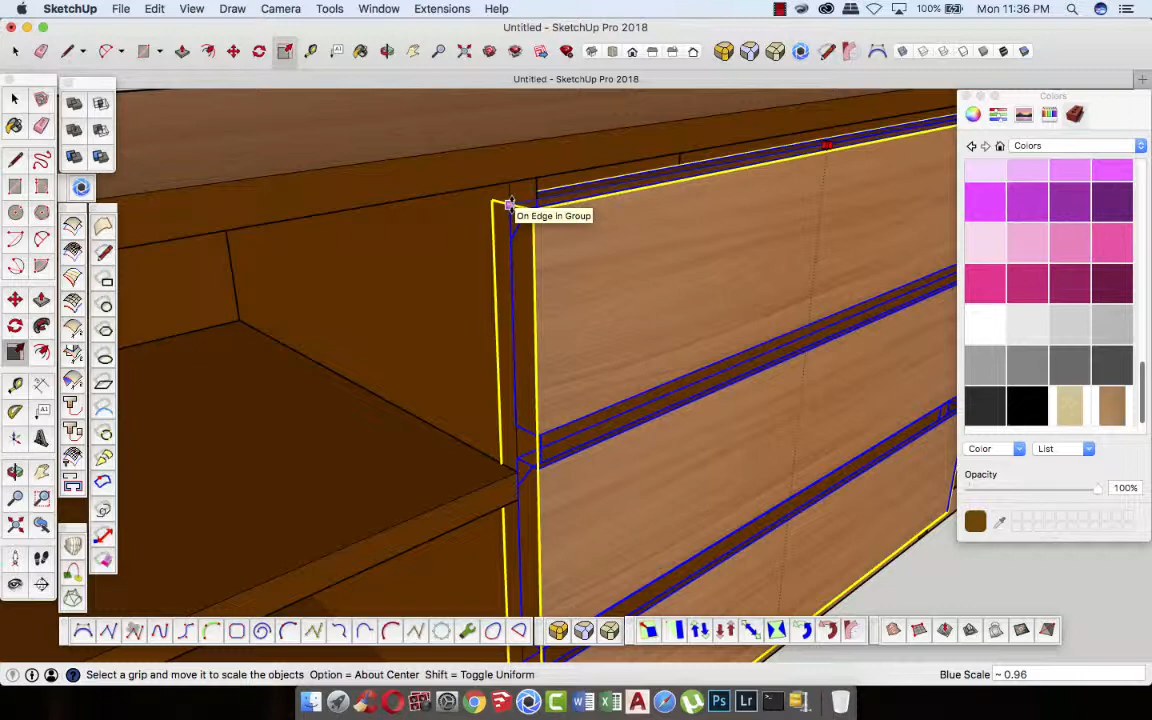 SketchUp File Edit View Draw Camera Tools Window Extensions Help 100% Mon 11:36 PM
Untitled - SketchUp Pro 2018
Untitled - SketchUp Pro 2018
Colors
Colors
On Edge in Group
Color List
Opacity
100%
Select a grip and move it to scale the objects Option = About Center Shift = Toggle Uniform Blue Scale ~ 0.96